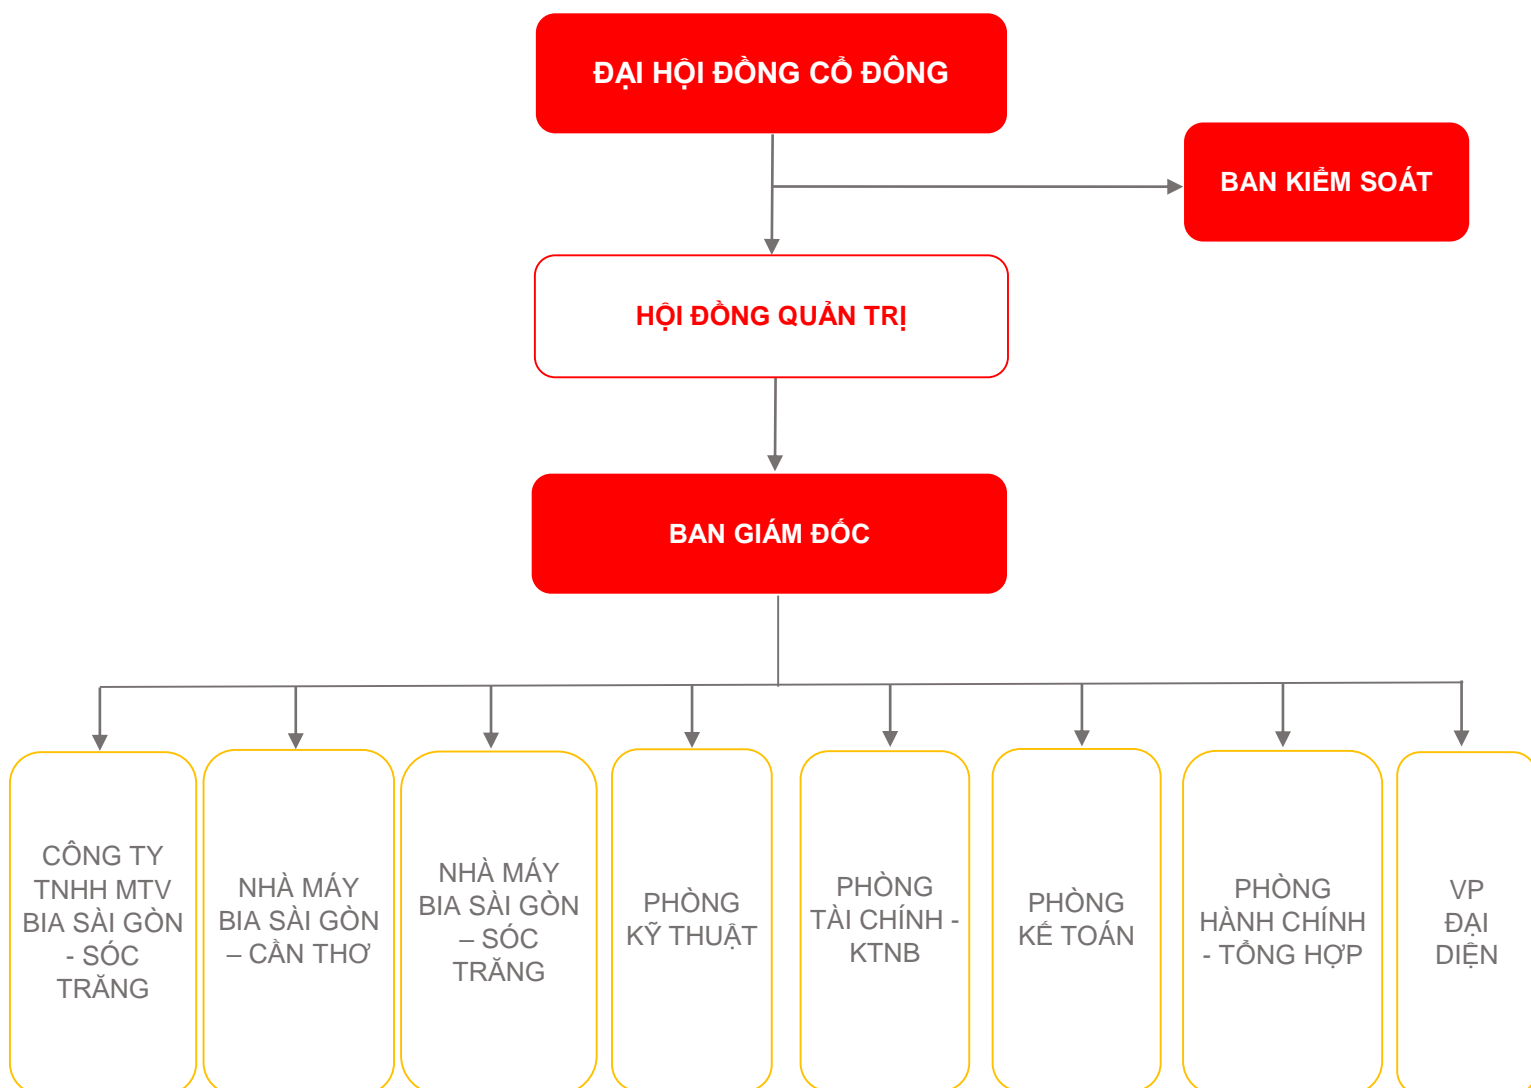 ĐẠI HỘI ĐỒNG CỔ ĐÔNG
BAN KIỂM SOÁT
HỘI ĐỒNG QUẢN TRỊ
BAN GIÁM ĐỐC
CÔNG TY
TNHH MTV
BIA SÀI GÒN
- SÓC
TRĂNG
NHÀ MÁY
BIA SÀI GÒN
– CẦN THƠ
NHÀ MÁY
BIA SÀI GÒN
– SÓC
TRĂNG
PHÒNG
KỸ THUẬT
PHÒNG
TÀI CHÍNH -
KTNB
PHÒNG
KẾ TOÁN
PHÒNG
HÀNH CHÍNH
- TỔNG HỢP
VP
ĐẠI
DIỆN